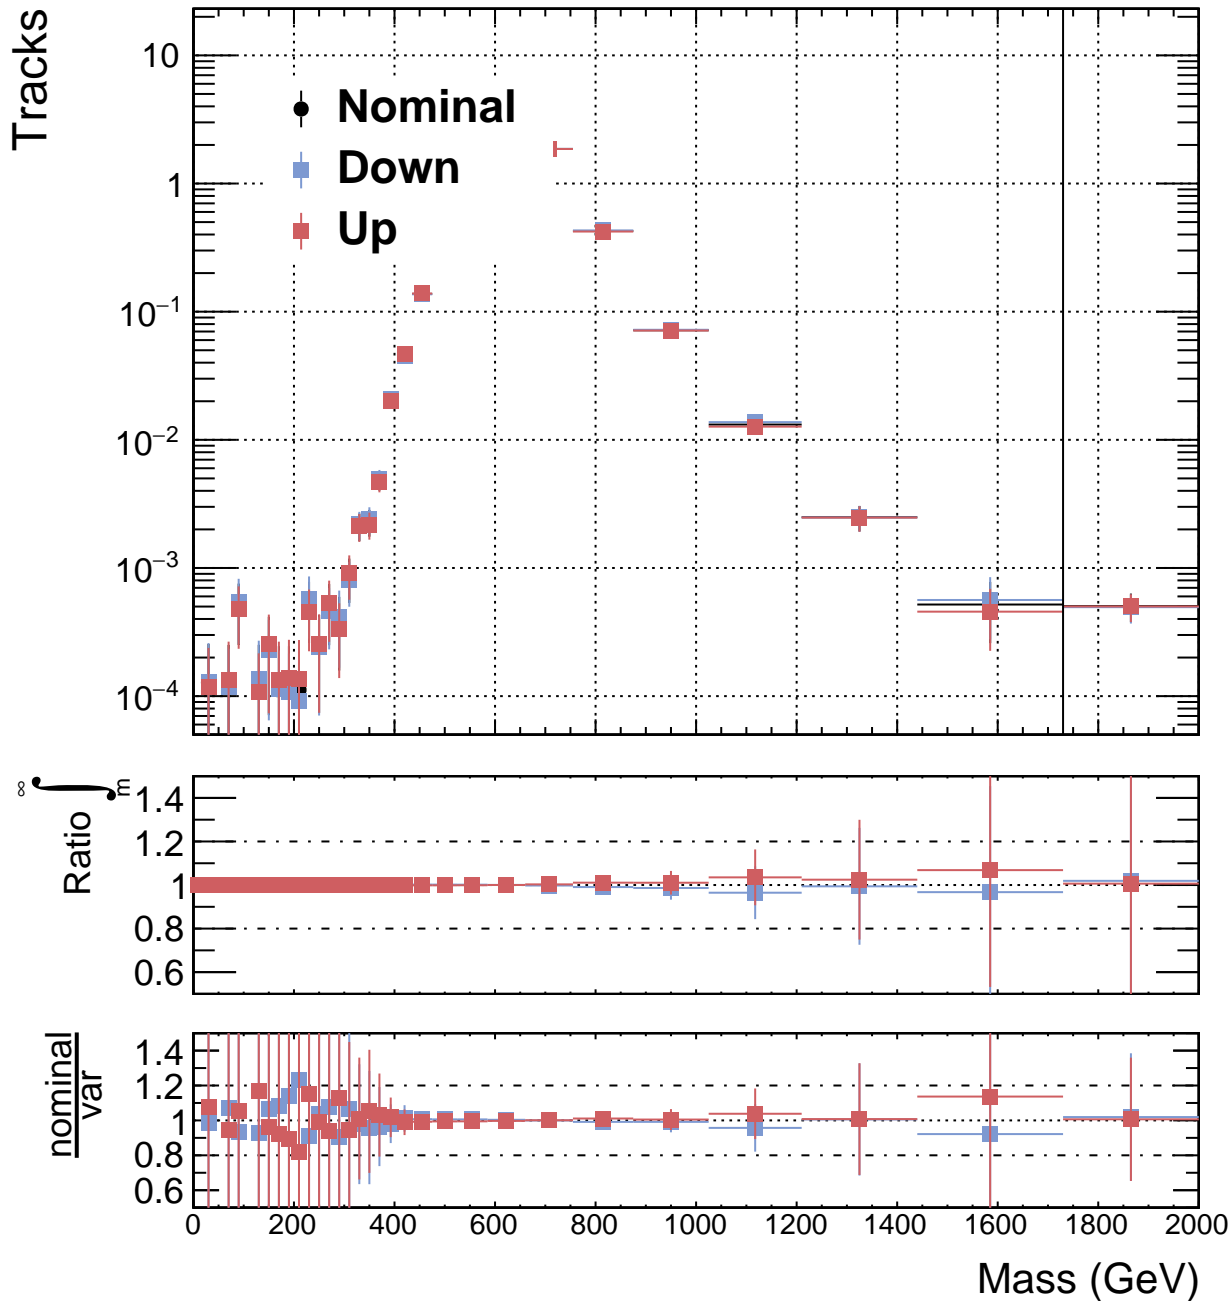 Tracks
10
1
10⁻¹
10⁻²
10⁻³
10⁻⁴
Nominal
Down
Up
Ratio ∫ m ∞
1.4
1.2
1
0.8
0.6
nominal
var
1.4
1.2
1
0.8
0.6
0 200 400 600 800 1000 1200 1400 1600 1800 2000
Mass (GeV)